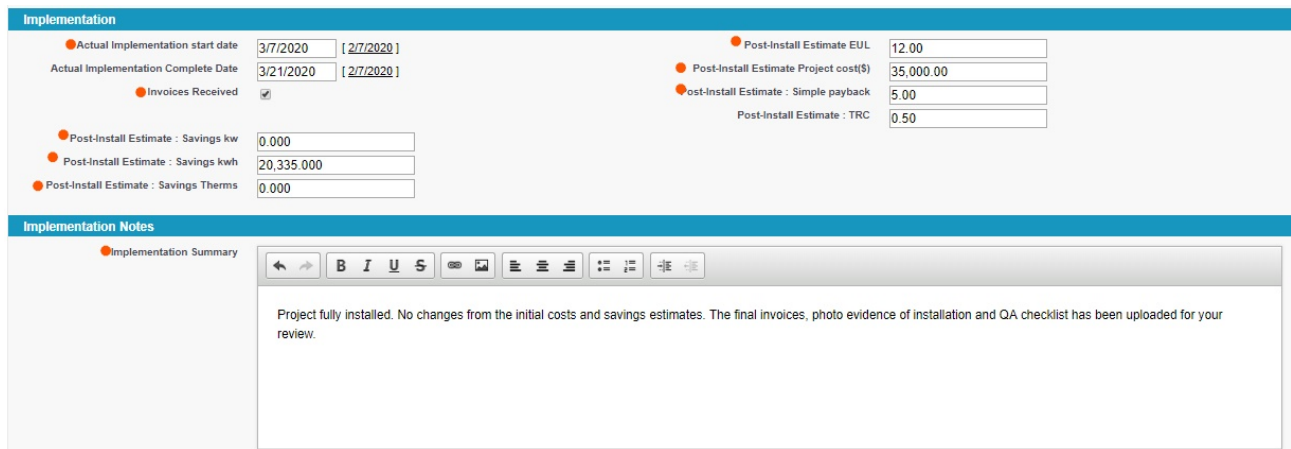 Implementation
Actual Implementation start date 3/7/2020 [ 2/7/2020 ]
Actual Implementation Complete Date 3/21/2020 [ 2/7/2020 ]
Invoices Received
Post-Install Estimate : Savings kw 0.000
Post-Install Estimate : Savings kwh 20,335.000
Post-Install Estimate : Savings Therms 0.000
Post-Install Estimate EUL 12.00
Post-Install Estimate Project cost($) 35,000.00
Post-Install Estimate : Simple payback 5.00
Post-Install Estimate : TRC 0.50
Implementation Notes
Implementation Summary
B I U S
Project fully installed. No changes from the initial costs and savings estimates. The final invoices, photo evidence of installation and QA checklist has been uploaded for your
review.